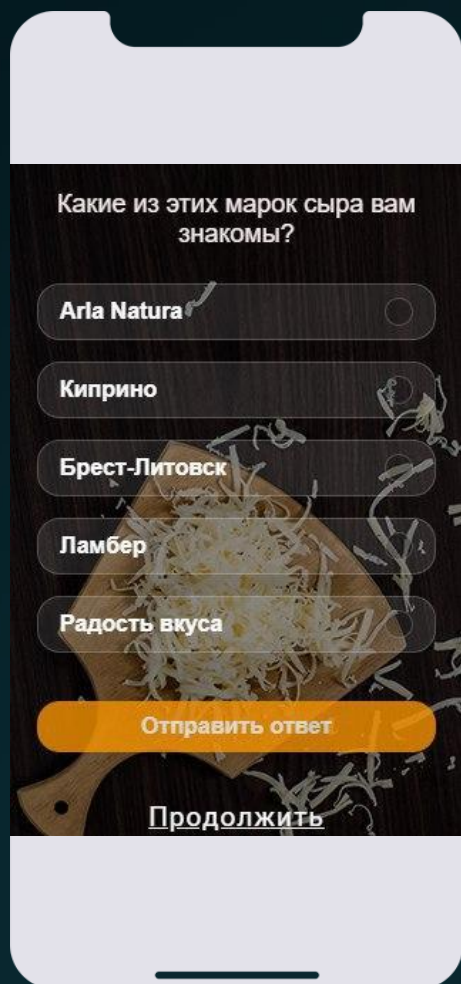 Какие из этих марок сыра вам
знакомы?
Arla Natura
Киприно
Брест-Литовск
Ламбер
Радость вкуса
Отправить ответ
Продолжить